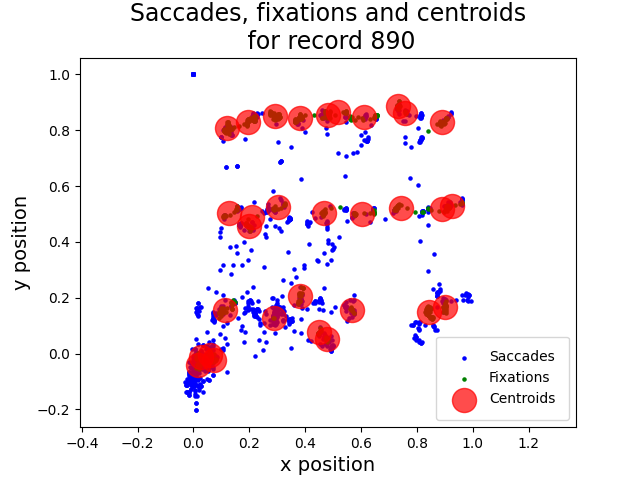 Saccades, fixations and centroids
for record 890
1.0
0.8
0.6
0.4
0.2
0.0
−0.2
y position
−0.4
−0.2
0.0
0.2
0.4
0.6
0.8
1.0
1.2
x position
Saccades
Fixations
Centroids